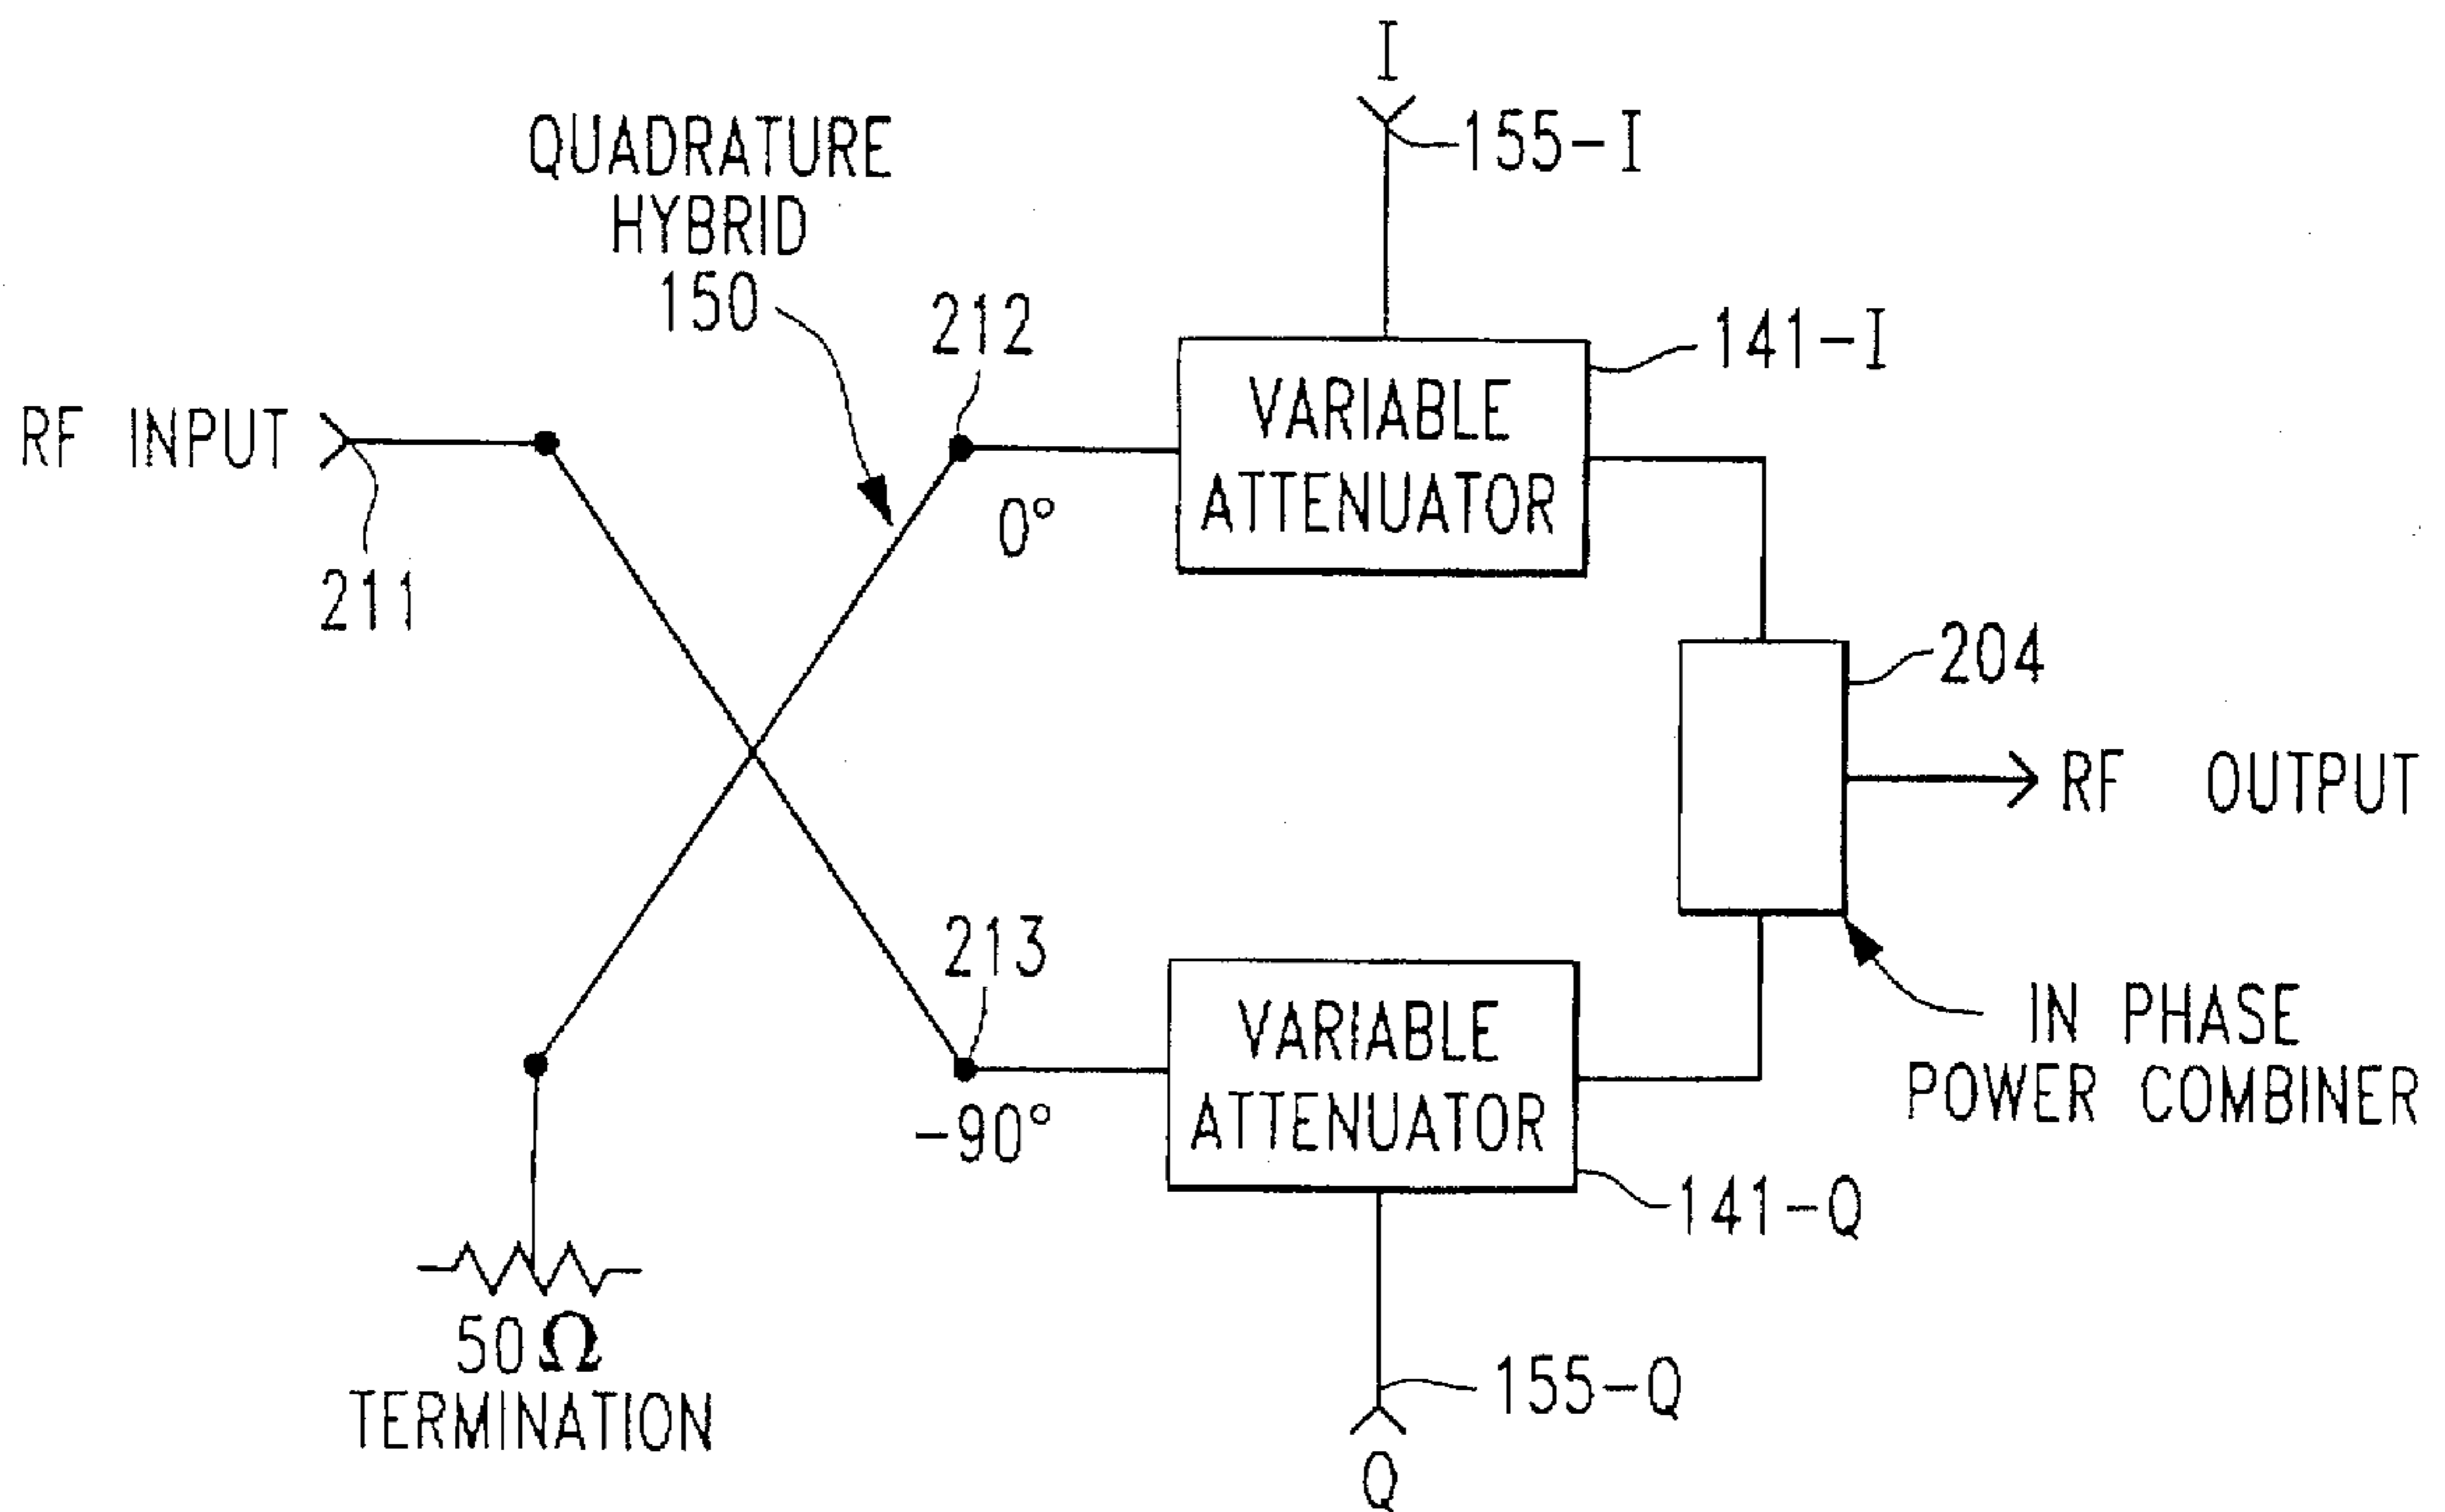 I
155-I
QUADRATURE
HYBRID
150
212
141-I
RF INPUT
VARIABLE
ATTENUATOR
0°
211
204
RF OUTPUT
213
-90°
VARIABLE
ATTENUATOR
IN PHASE
POWER COMBINER
141-Q
50Ω
TERMINATION
155-Q
Q